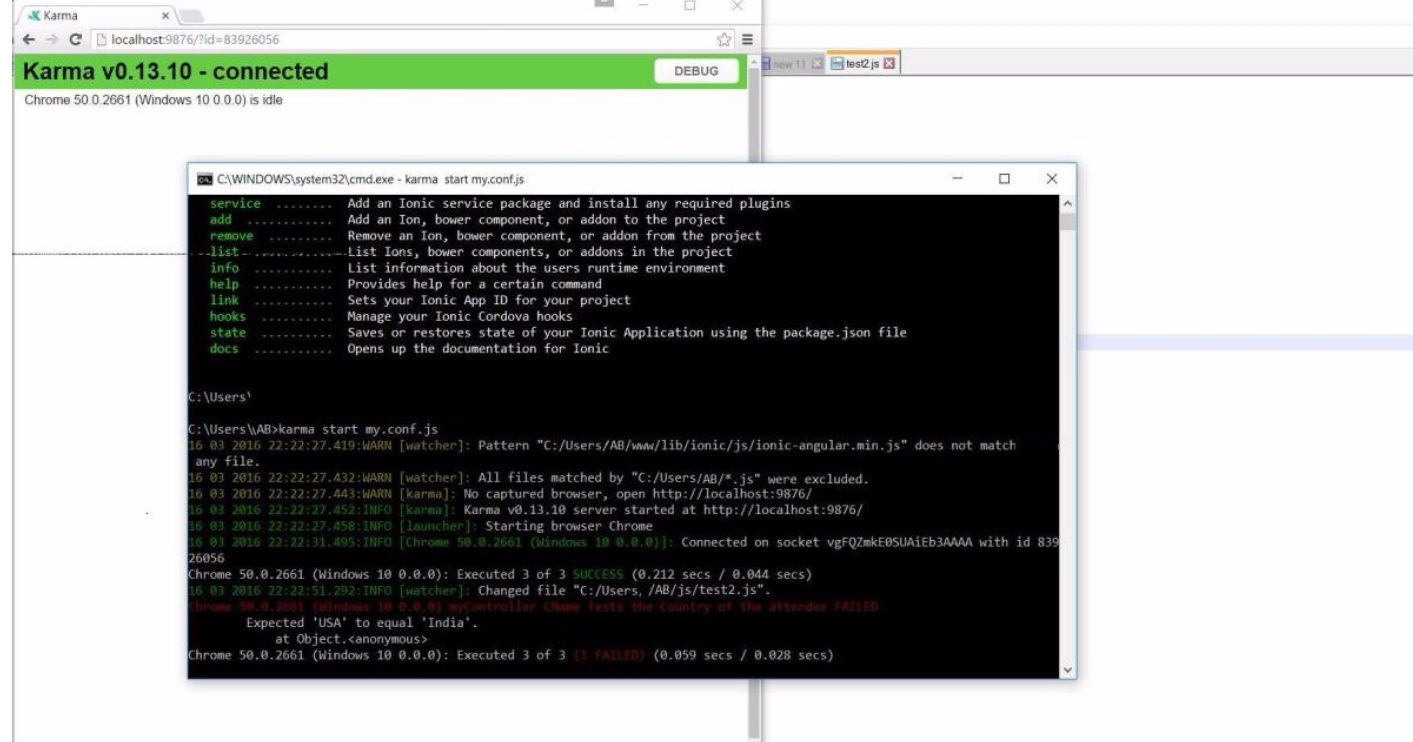 Karma
localhost:9876/?id=83926056
Karma v0.13.10 - connected
DEBUG
Chrome 50.0.2661 (Windows 10 0.0.0) is idle
new 11
test2.js
C:\WINDOWS\system32\cmd.exe - karma  start my.conf.js
service ........ Add an Ionic service package and install any required plugins
add ............ Add an Ion, bower component, or addon to the project
remove ......... Remove an Ion, bower component, or addon from the project
list ........... List Ions, bower components, or addons in the project
info ........... List information about the users runtime environment
help ........... Provides help for a certain command
link ........... Sets your Ionic App ID for your project
hooks .......... Manage your Ionic Cordova hooks
state .......... Saves or restores state of your Ionic Application using the package.json file
docs ........... Opens up the documentation for Ionic
C:\Users\
C:\Users\\AB>karma start my.conf.js
16 03 2016 22:22:27.419:WARN [watcher]: Pattern "C:/Users/AB/www/lib/ionic/js/ionic-angular.min.js" does not match
any file.
16 03 2016 22:22:27.432:WARN [watcher]: All files matched by "C:/Users/AB/*.js" were excluded.
16 03 2016 22:22:27.443:WARN [karma]: No captured browser, open http://localhost:9876/
16 03 2016 22:22:27.452:INFO [karma]: Karma v0.13.10 server started at http://localhost:9876/
16 03 2016 22:22:27.458:INFO [launcher]: Starting browser Chrome
16 03 2016 22:22:31.495:INFO [Chrome 50.0.2661 (Windows 10 0.0.0)]: Connected on socket vgFQZmkE0SUAiEb3AAAA with id 839
26056
Chrome 50.0.2661 (Windows 10 0.0.0): Executed 3 of 3 SUCCESS (0.212 secs / 0.044 secs)
16 03 2016 22:22:51.292:INFO [watcher]: Changed file "C:/Users, /AB/js/test2.js".
Chrome 50.0.2661 (Windows 10 0.0.0) myController CName Tests the Country of the attendee FAILED
Expected 'USA' to equal 'India'.
at Object.<anonymous>
Chrome 50.0.2661 (Windows 10 0.0.0): Executed 3 of 3 (1 FAILED) (0.059 secs / 0.028 secs)